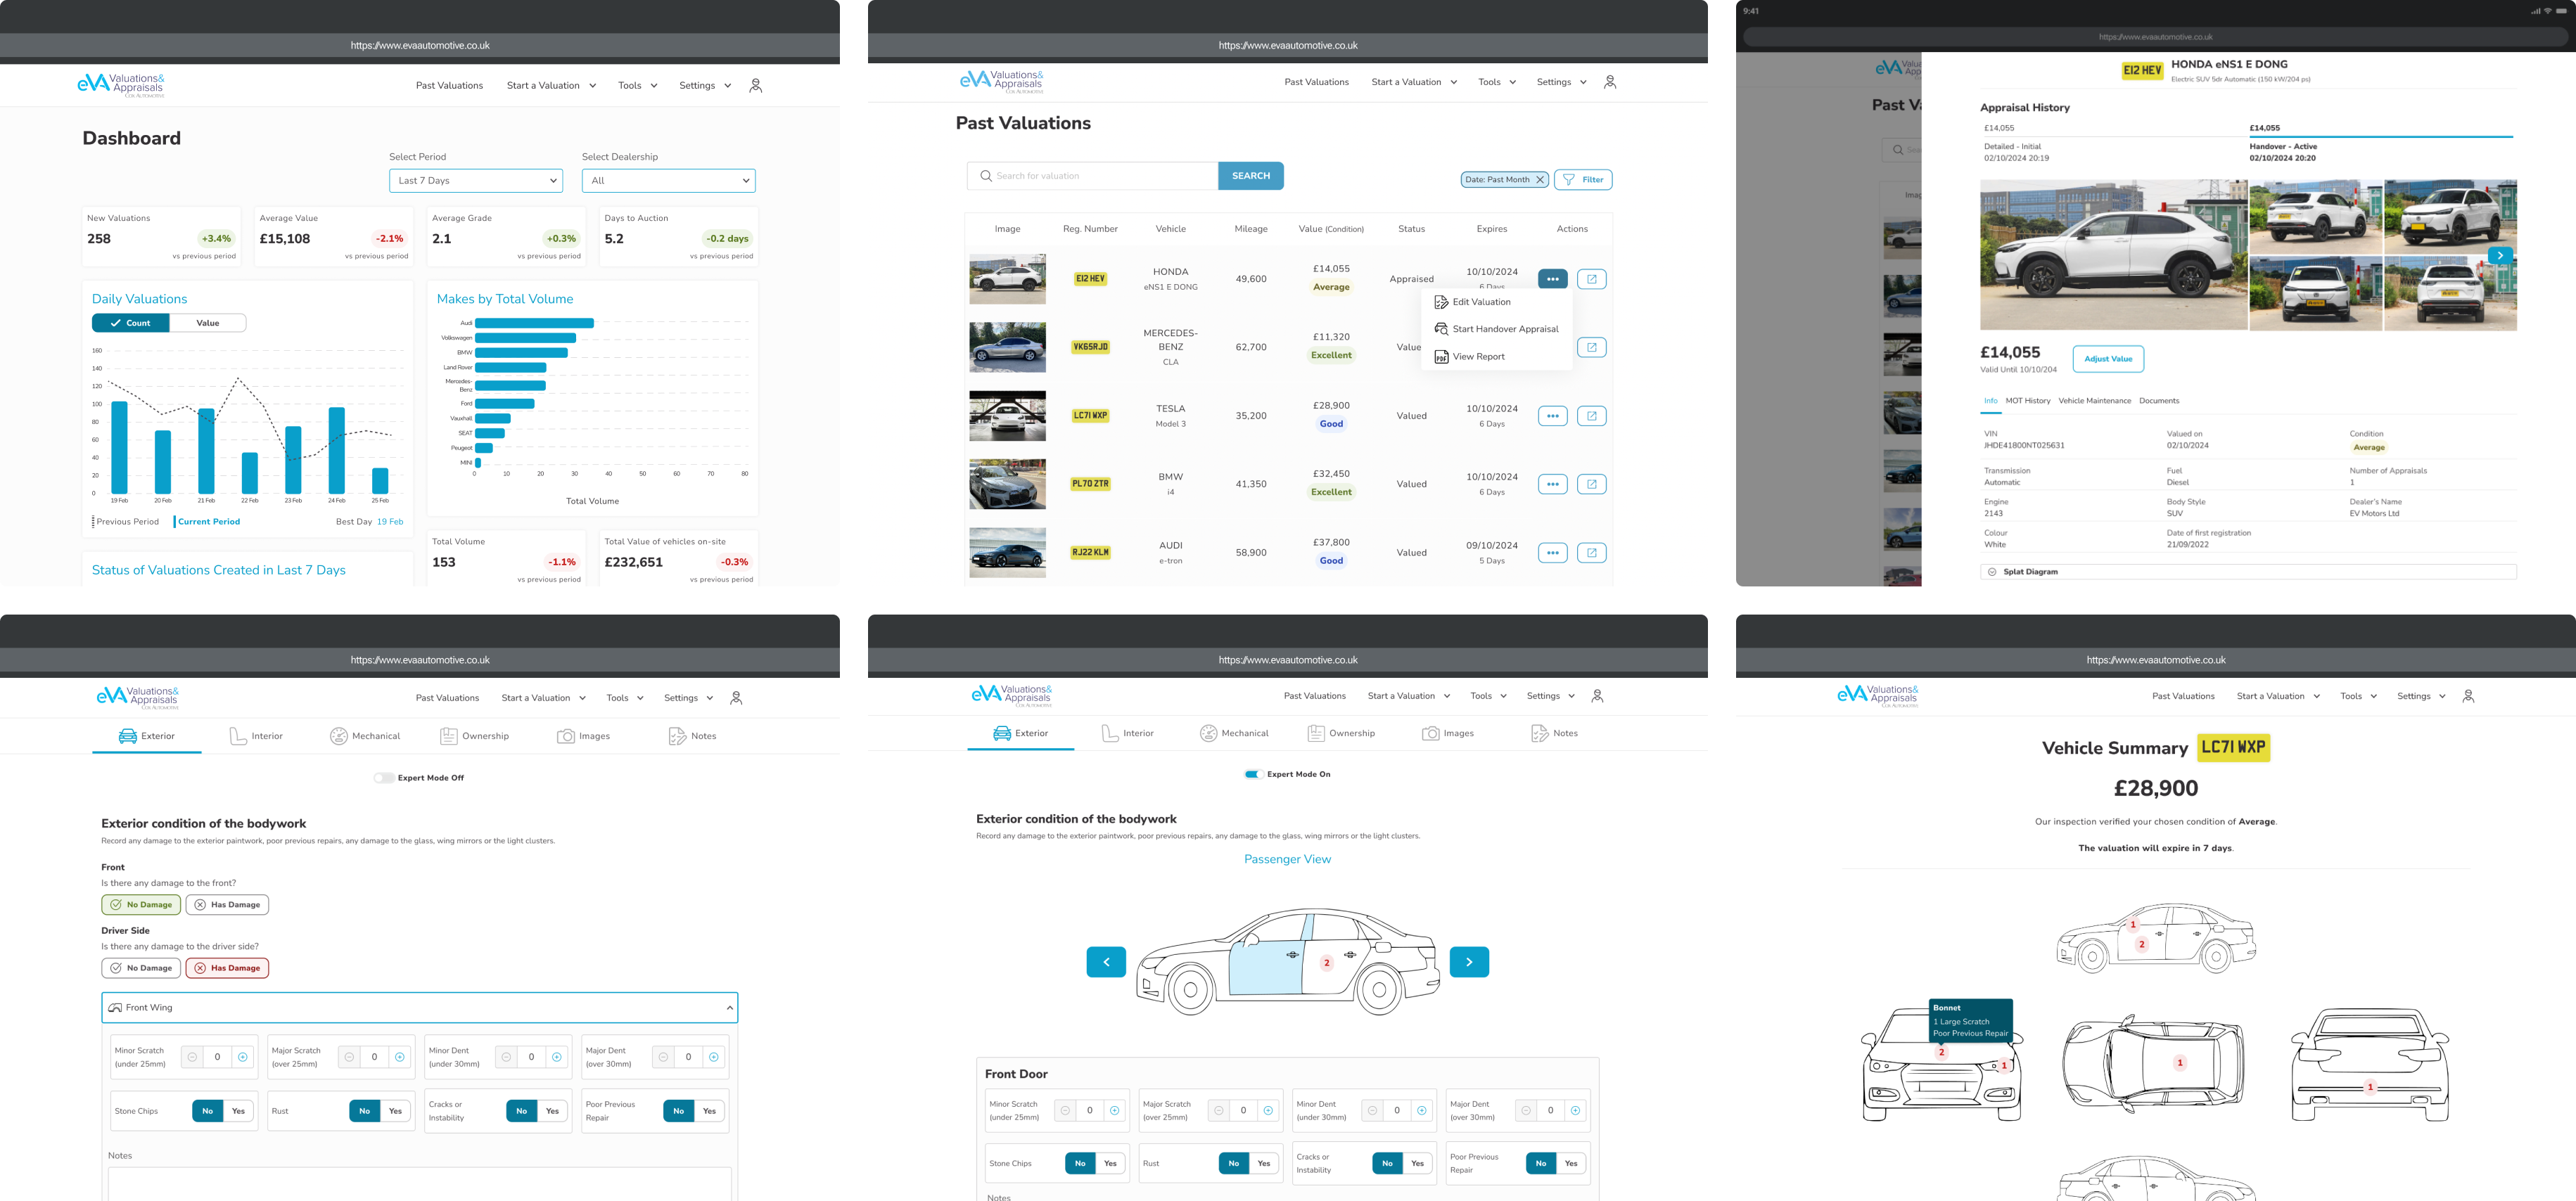 https://www.evaautomotive.co.uk
eVA Valuations& Appraisals
COX AUTOMOTIVE
Past Valuations
Start a Valuation
Tools
Settings
Dashboard
Select Period
Select Dealership
Last 7 Days
All
New Valuations
258
+3.4%
vs previous period
Average Value
£15,108
-2.1%
vs previous period
Average Grade
2.1
+0.3%
vs previous period
Days to Auction
5.2
-0.2 days
vs previous period
Daily Valuations
Count
Value
160
140
120
100
80
60
40
20
0
19 Feb
20 Feb
21 Feb
22 Feb
23 Feb
24 Feb
25 Feb
Previous Period
Current Period
Best Day 19 Feb
Makes by Total Volume
Audi
Volkswagen
BMW
Land Rover
Mercedes-
Benz
Ford
Vauxhall
SEAT
Peugeot
MINI
0
10
20
30
40
50
60
70
80
Total Volume
Status of Valuations Created in Last 7 Days
Total Volume
153
-1.1%
vs previous period
Total Value of vehicles on-site
£232,651
-0.3%
vs previous period
https://www.evaautomotive.co.uk
eVA Valuations& Appraisals
COX AUTOMOTIVE
Past Valuations
Start a Valuation
Tools
Settings
Past Valuations
Search for valuation
SEARCH
Date: Past Month
Filter
Image
Reg. Number
Vehicle
Mileage
Value (Condition)
Status
Expires
Actions
E12 HEV
HONDA
eNS1 E DONG
49,600
£14,055
Average
Appraised
10/10/2024
6 Days
Edit Valuation
Start Handover Appraisal
View Report
VK65RJD
MERCEDES-
BENZ
CLA
62,700
£11,320
Excellent
Value
LC71 WXP
TESLA
Model 3
35,200
£28,900
Good
Valued
10/10/2024
6 Days
PL70 ZTR
BMW
i4
41,350
£32,450
Excellent
Valued
10/10/2024
6 Days
RJ22 KLM
AUDI
e-tron
58,900
£37,800
Good
Valued
09/10/2024
5 Days
9:41
https://www.evaautomotive.co.uk
eVA Valu
App
Past Va
Sea
Imag
E12 HEV
HONDA eNS1 E DONG
Electric SUV 5dr Automatic (150 kW/204 ps)
Appraisal History
£14,055
£14,055
Detailed - Initial
02/10/2024 20:19
Handover - Active
02/10/2024 20:20
£14,055
Valid Until 10/10/204
Adjust Value
Info
MOT History
Vehicle Maintenance
Documents
VIN
JHDE41800NT025631
Valued on
02/10/2024
Condition
Average
Transmission
Automatic
Fuel
Diesel
Number of Appraisals
1
Engine
2143
Body Style
SUV
Dealer's Name
EV Motors Ltd
Colour
White
Date of first registration
21/09/2022
Splat Diagram
https://www.evaautomotive.co.uk
eVA Valuations& Appraisals
COX AUTOMOTIVE
Past Valuations
Start a Valuation
Tools
Settings
Exterior
Interior
Mechanical
Ownership
Images
Notes
Expert Mode Off
Exterior condition of the bodywork
Record any damage to the exterior paintwork, poor previous repairs, any damage to the glass, wing mirrors or the light clusters.
Front
Is there any damage to the front?
No Damage
Has Damage
Driver Side
Is there any damage to the driver side?
No Damage
Has Damage
Front Wing
Minor Scratch
(under 25mm)
0
Major Scratch
(over 25mm)
0
Minor Dent
(under 30mm)
0
Major Dent
(over 30mm)
0
Stone Chips
No
Yes
Rust
No
Yes
Cracks or
Instability
No
Yes
Poor Previous
Repair
No
Yes
Notes
https://www.evaautomotive.co.uk
eVA Valuations& Appraisals
COX AUTOMOTIVE
Past Valuations
Start a Valuation
Tools
Settings
Exterior
Interior
Mechanical
Ownership
Images
Notes
Expert Mode On
Exterior condition of the bodywork
Record any damage to the exterior paintwork, poor previous repairs, any damage to the glass, wing mirrors or the light clusters.
Passenger View
2
Front Door
Minor Scratch
(under 25mm)
0
Major Scratch
(over 25mm)
0
Minor Dent
(under 30mm)
0
Major Dent
(over 30mm)
0
Stone Chips
No
Yes
Rust
No
Yes
Cracks or
Instability
No
Yes
Poor Previous
Repair
No
Yes
Notes
https://www.evaautomotive.co.uk
eVA Valuations& Appraisals
COX AUTOMOTIVE
Past Valuations
Start a Valuation
Tools
Settings
Vehicle Summary
LC71 WXP
£28,900
Our inspection verified your chosen condition of Average.
The valuation will expire in 7 days.
1
2
Bonnet
1 Large Scratch
Poor Previous Repair
2
1
1
1